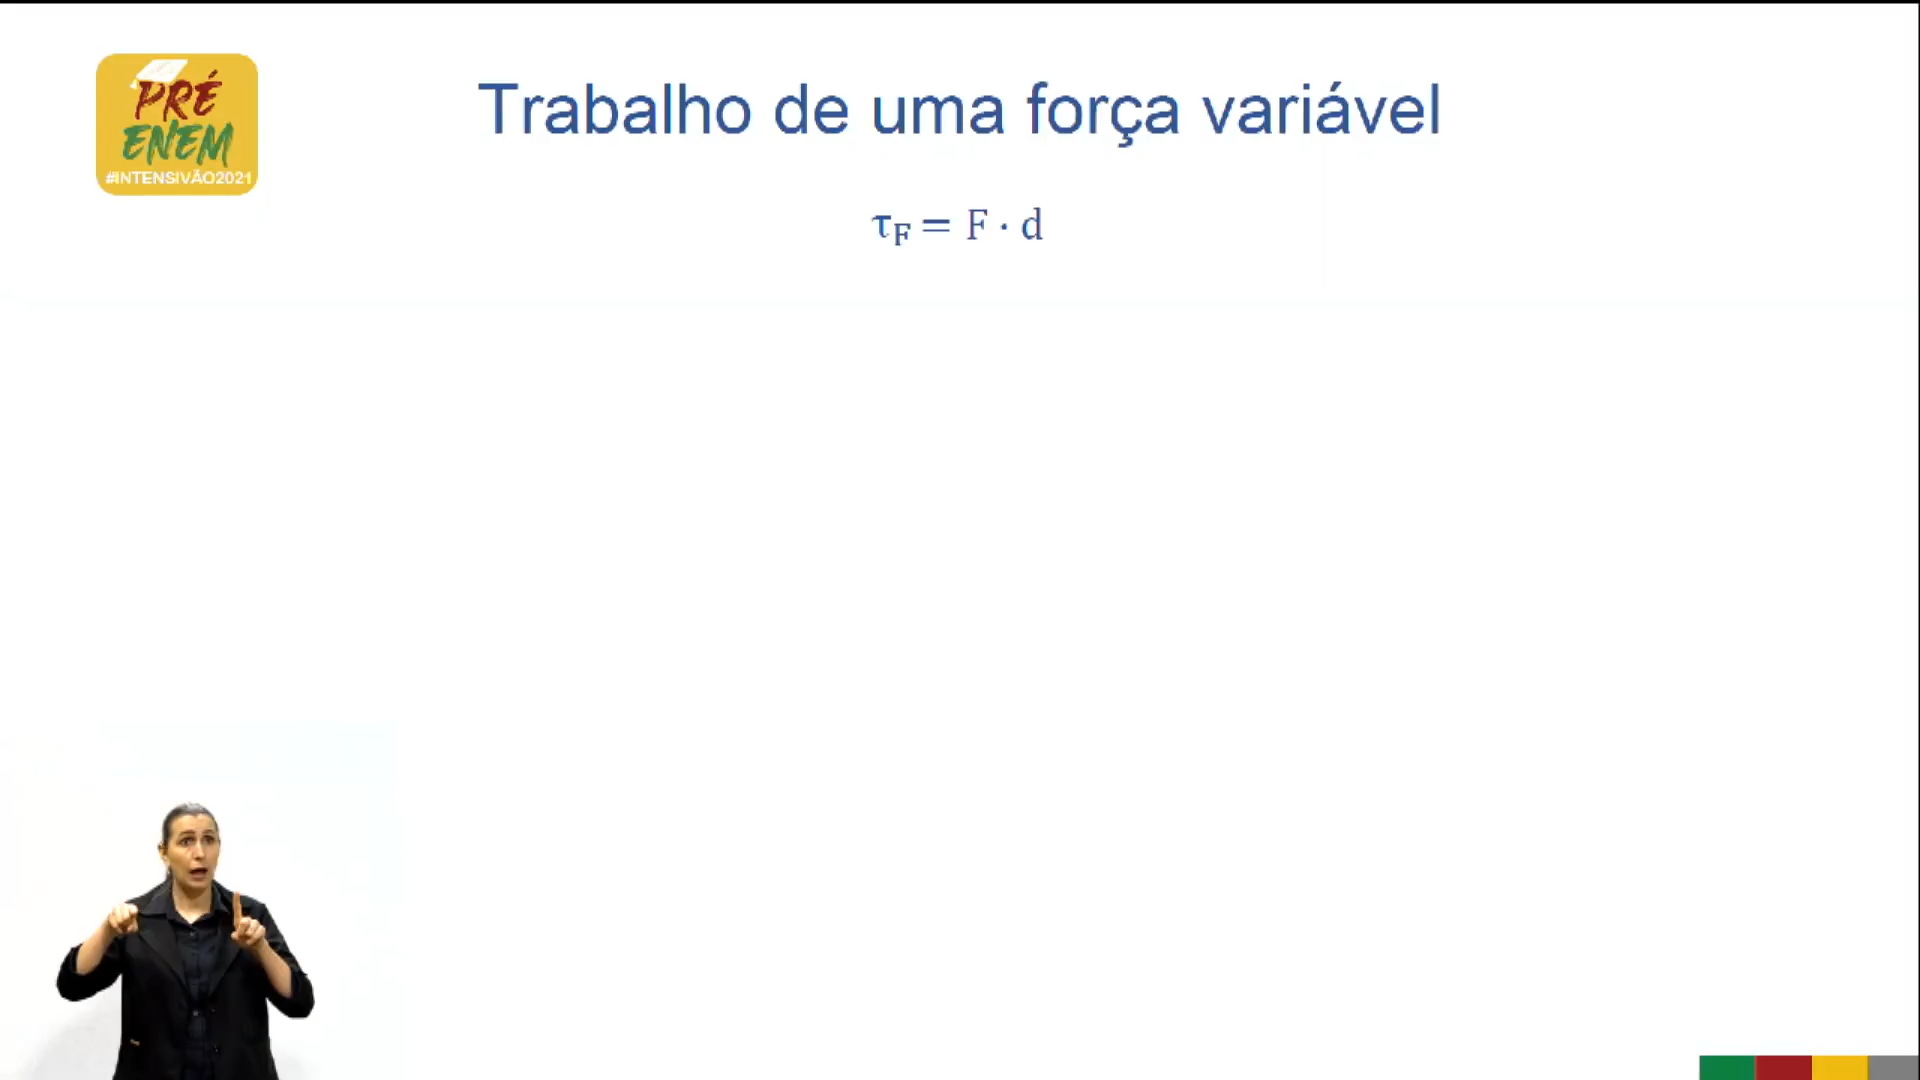 PRÉ
ENEM
#INTENSIVÃO2021
Trabalho de uma força variável
τF = F · d